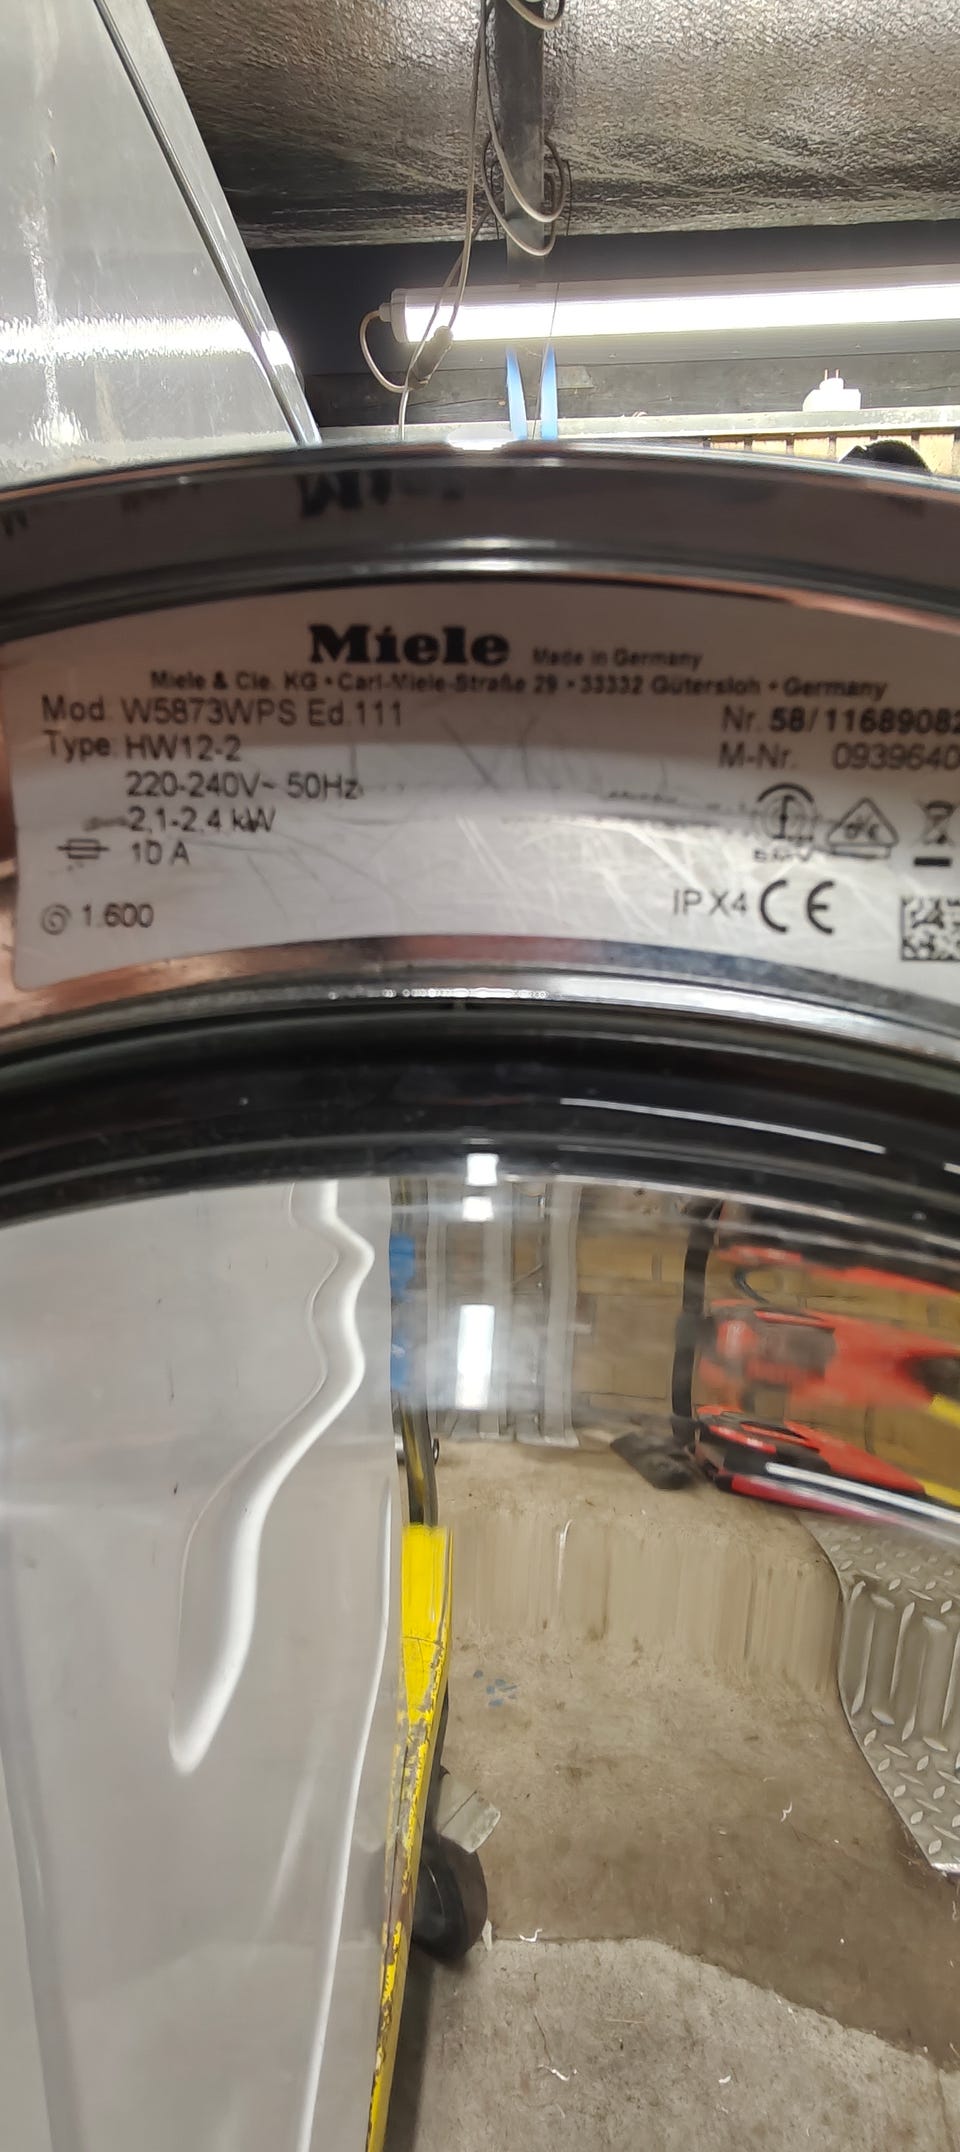 Miele Made in Germany
Miele & Cie. KG • Carl-Miele-Straße 29 • 33332 Gütersloh • Germany
Mod. W5873WPS Ed.111 Nr. 58/11689082
Type: HW12-2 M-Nr. 0939640
220-240V~ 50Hz
2,1-2,4 kW
10 A
IPX4 CE
1.600